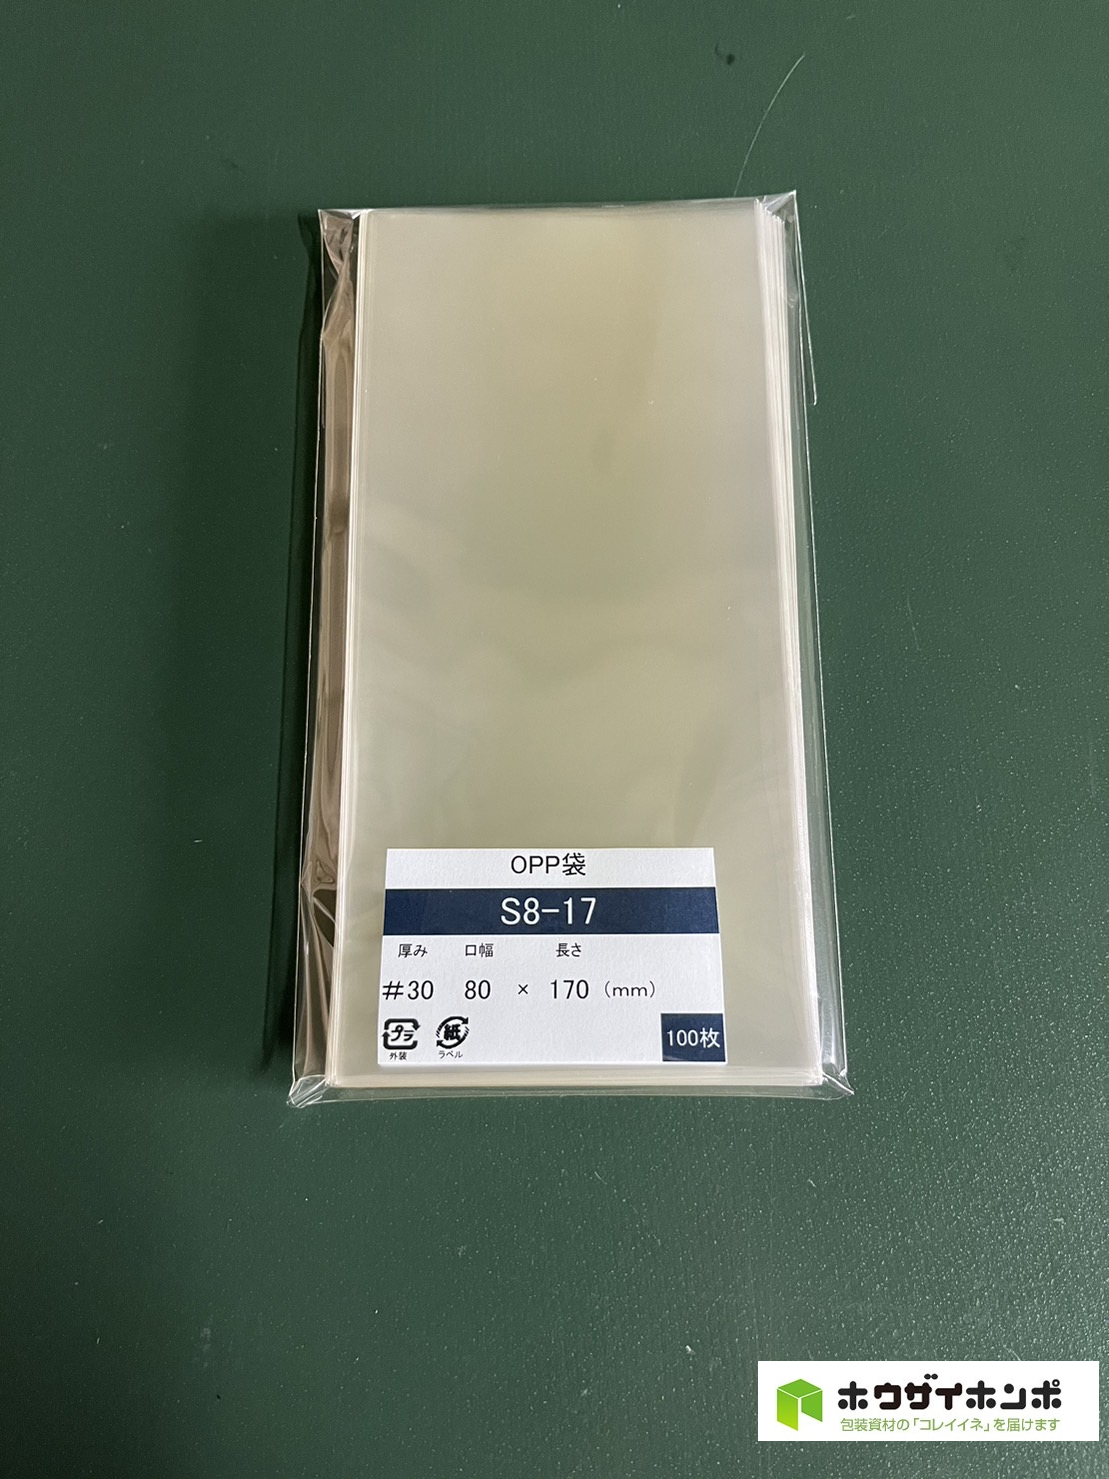 OPP袋
S8-17
厚み 口幅 長さ
#30 80 × 170 (mm)
プラ 紙
外装 ラベル
100枚
ホウザイホンポ
包装資材の「コレイイネ」を届けます